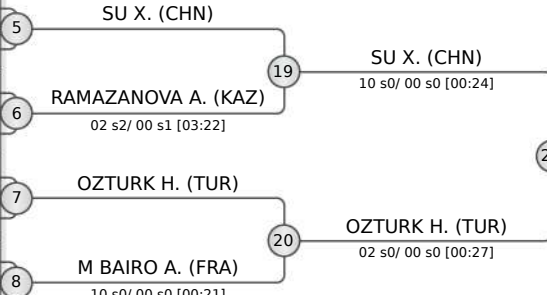 SU X. (CHN)
5
19
SU X. (CHN)
10 s0/ 00 s0 [00:24]
RAMAZANOVA A. (KAZ)
6
02 s2/ 00 s1 [03:22]
OZTURK H. (TUR)
7
20
OZTURK H. (TUR)
02 s0/ 00 s0 [00:27]
M BAIRO A. (FRA)
8
10 s0/ 00 s0 [00:21]